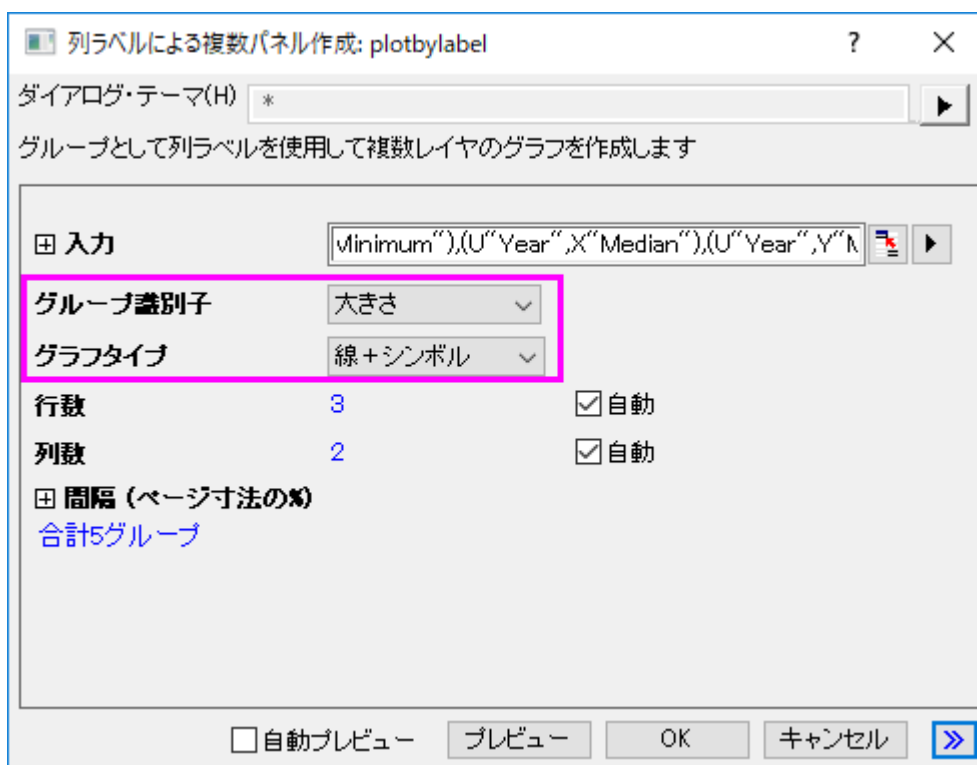 列ラベルによる複数パネル作成: plotbylabel ?
ダイアログ・テーマ(H) *
グループとして列ラベルを使用して複数レイヤのグラフを作成します
入力 Minimum"),(U"Year",X"Median"),(U"Year",Y"M
グループ識別子 大きさ
グラフタイプ 線+シンボル
行数 3 自動
列数 2 自動
間隔 (ページ寸法の%)
合計5グループ
自動プレビュー プレビュー OK キャンセル